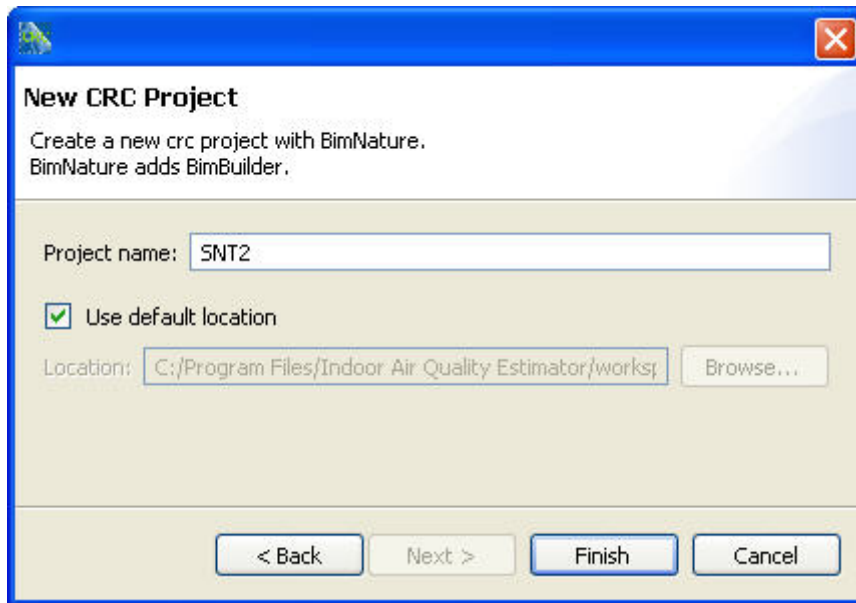 New CRC Project
Create a new crc project with BimNature.
BimNature adds BimBuilder.
Project name: SNT2
Use default location
Location: C:/Program Files/Indoor Air Quality Estimator/worksp Browse...
< Back Next > Finish Cancel